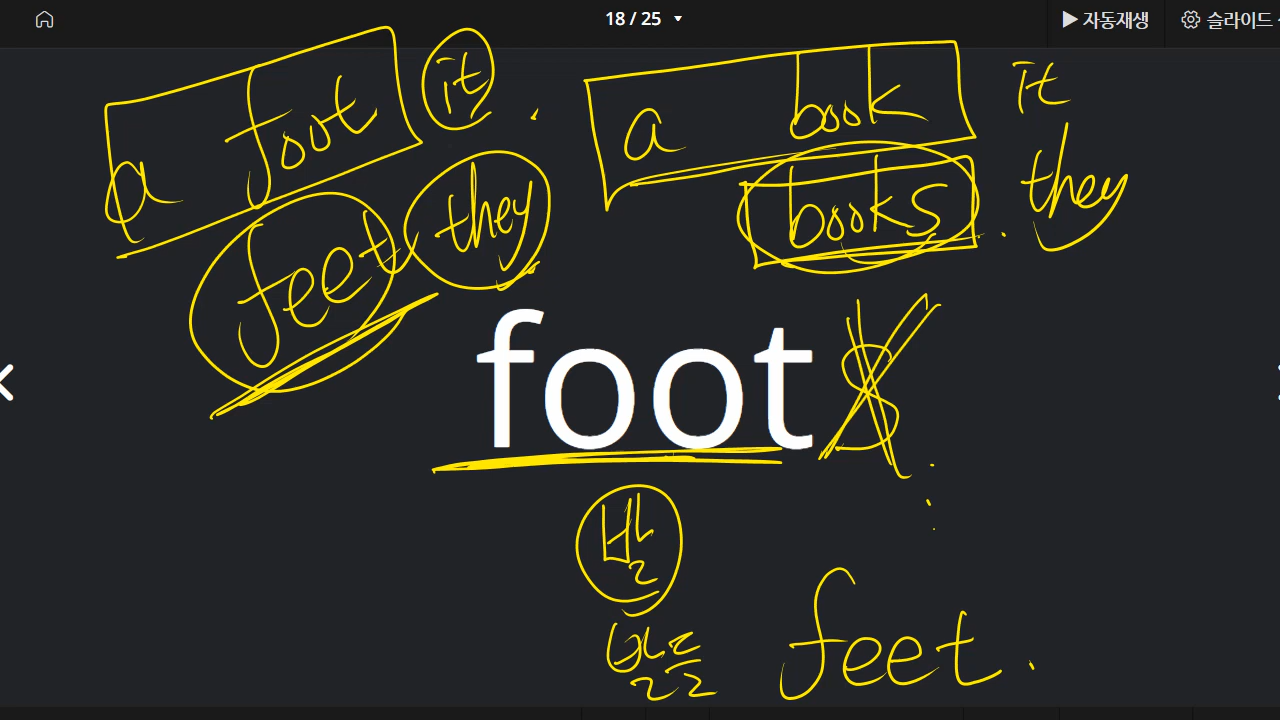 18 / 25
자동재생
슬라이드
a foot it.
a book it
feet, they
books. they
foot s
발
발들 feet.